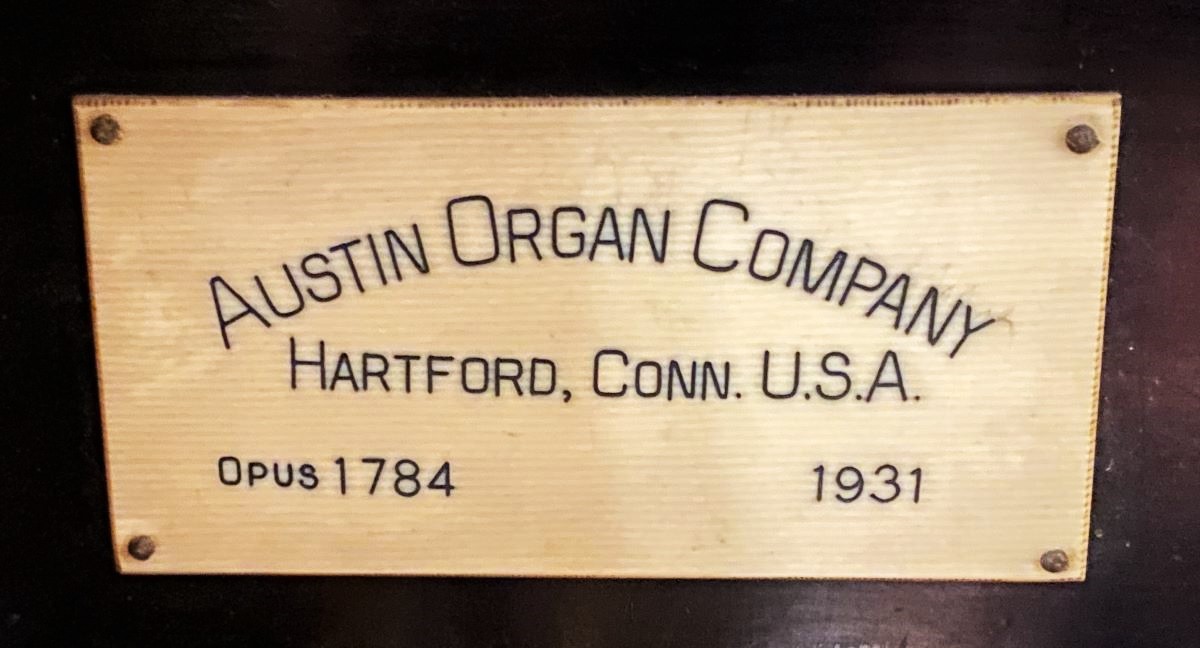 Austin Organ Company
Hartford, Conn. U.S.A.
Opus 1784 1931